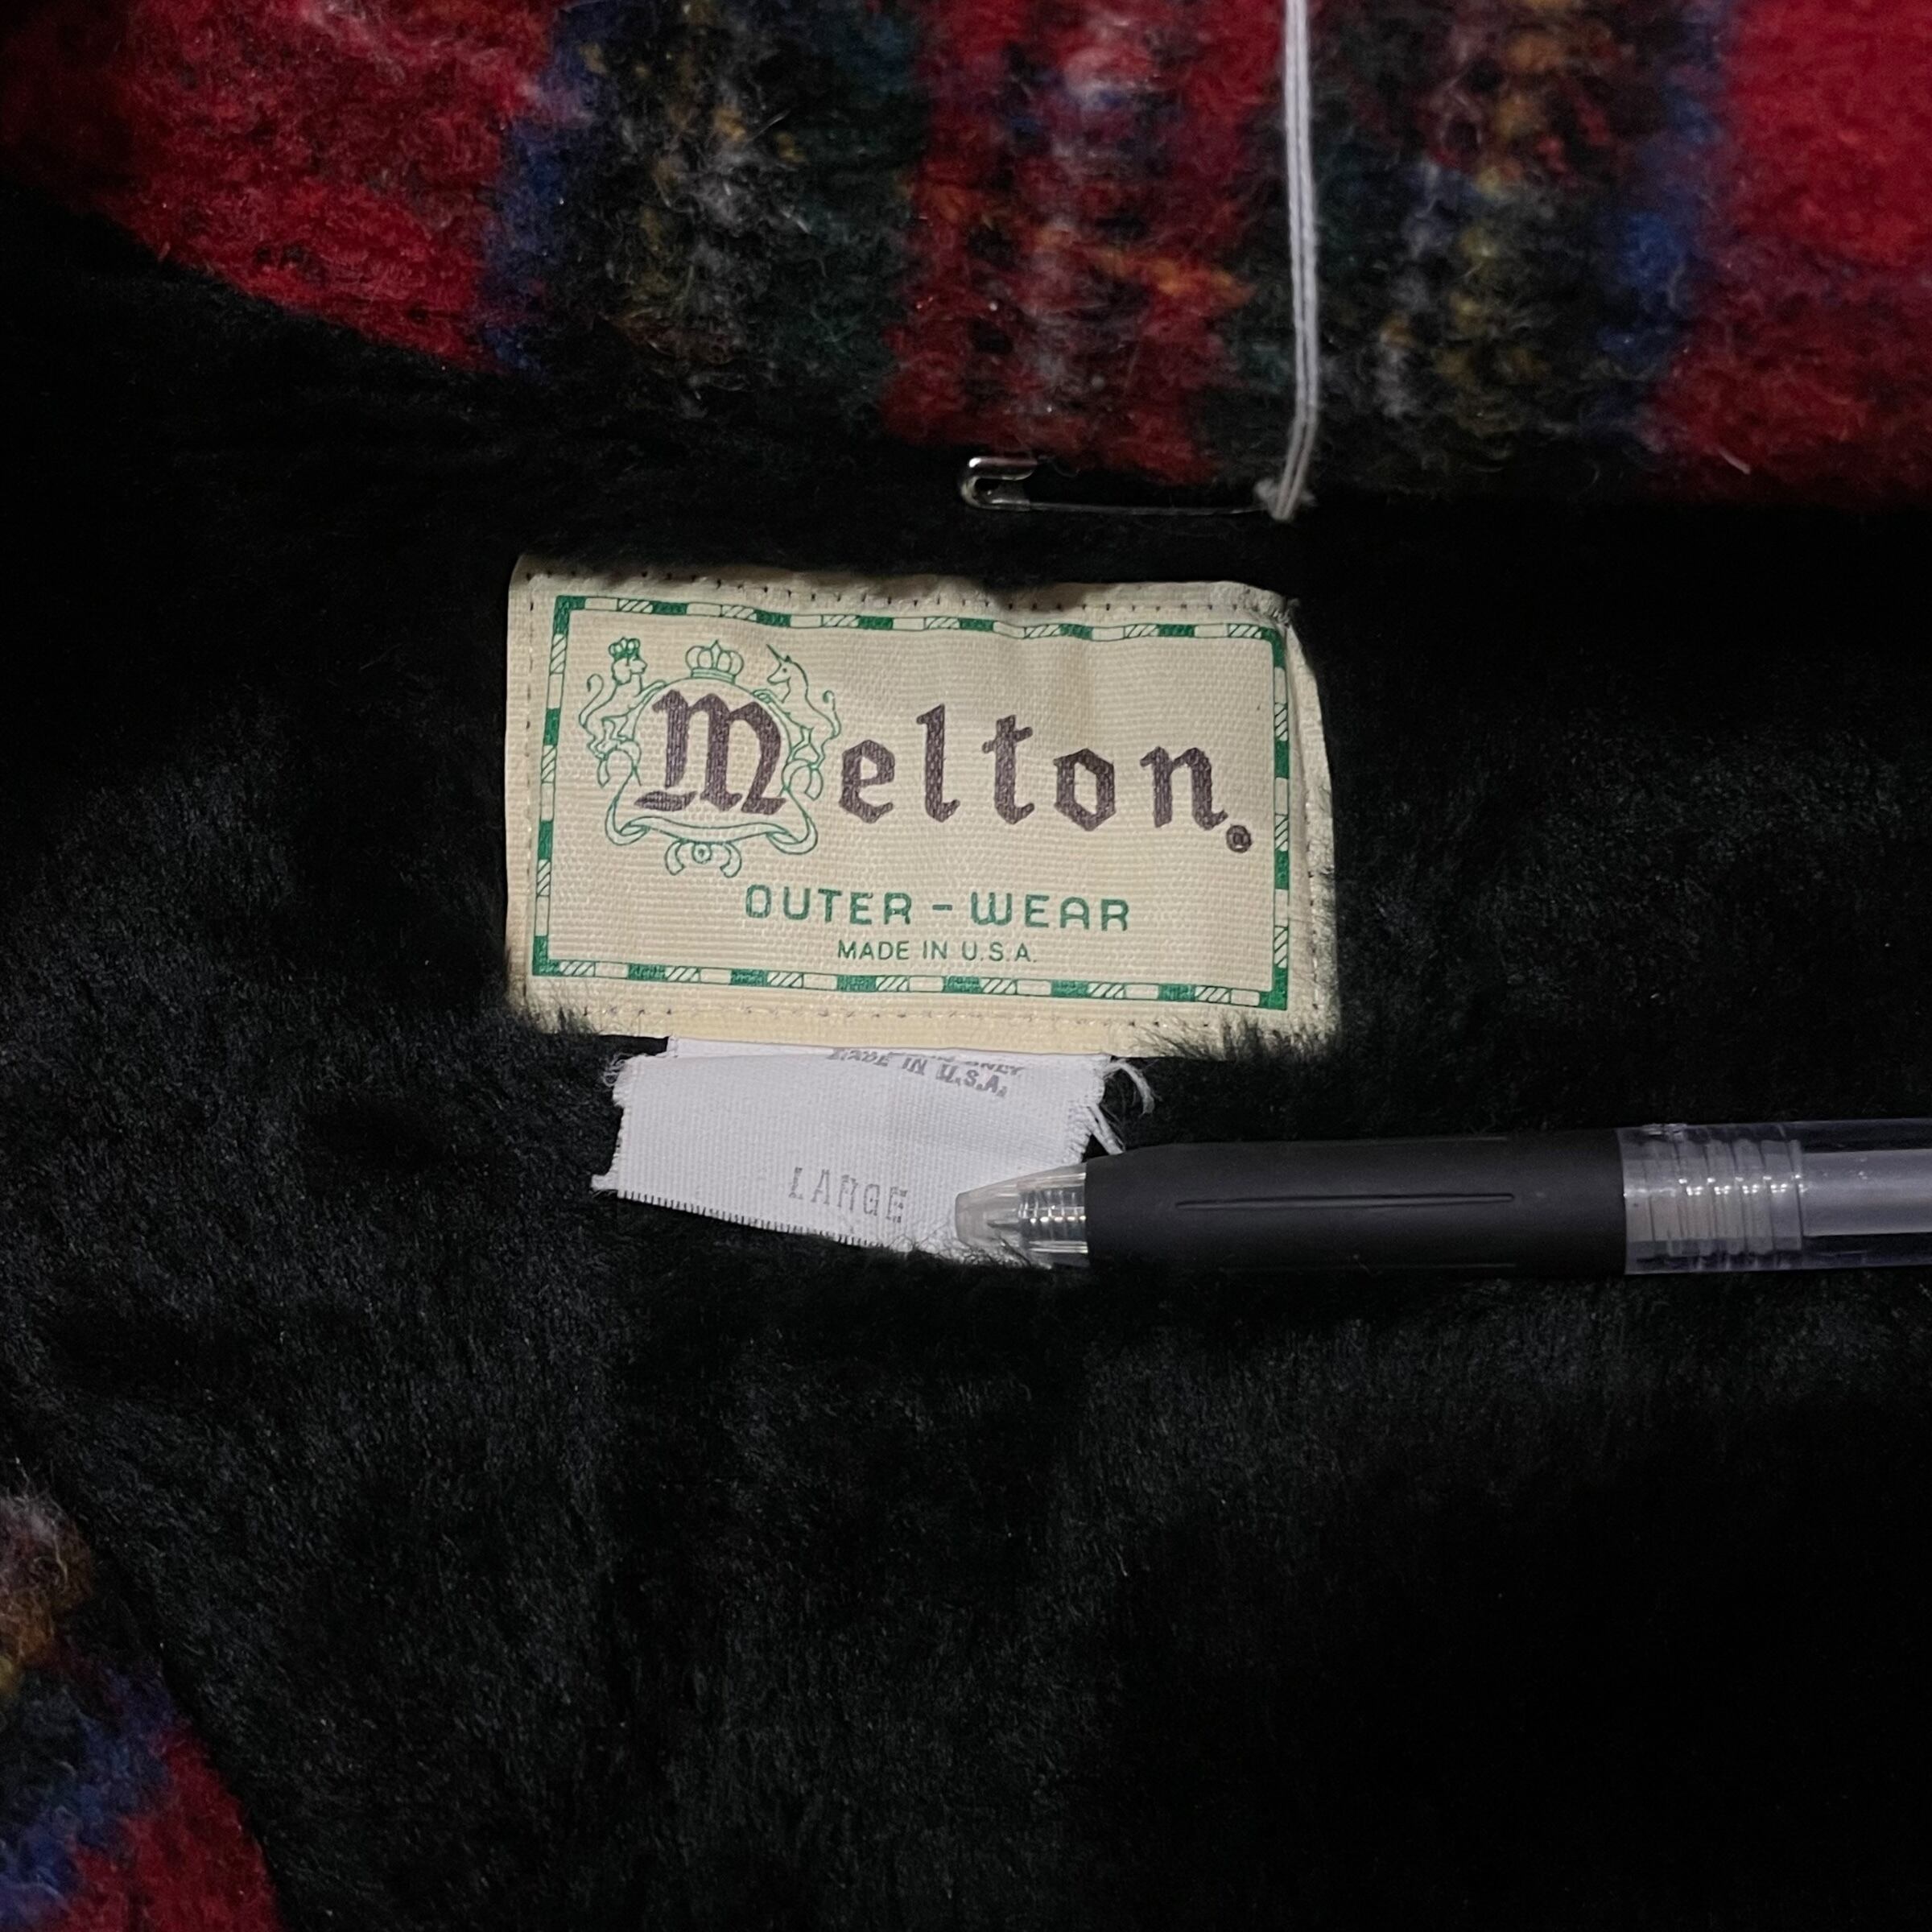 Melton®
OUTER-WEAR
MADE IN U.S.A.
MADE IN U.S.A.
LARGE